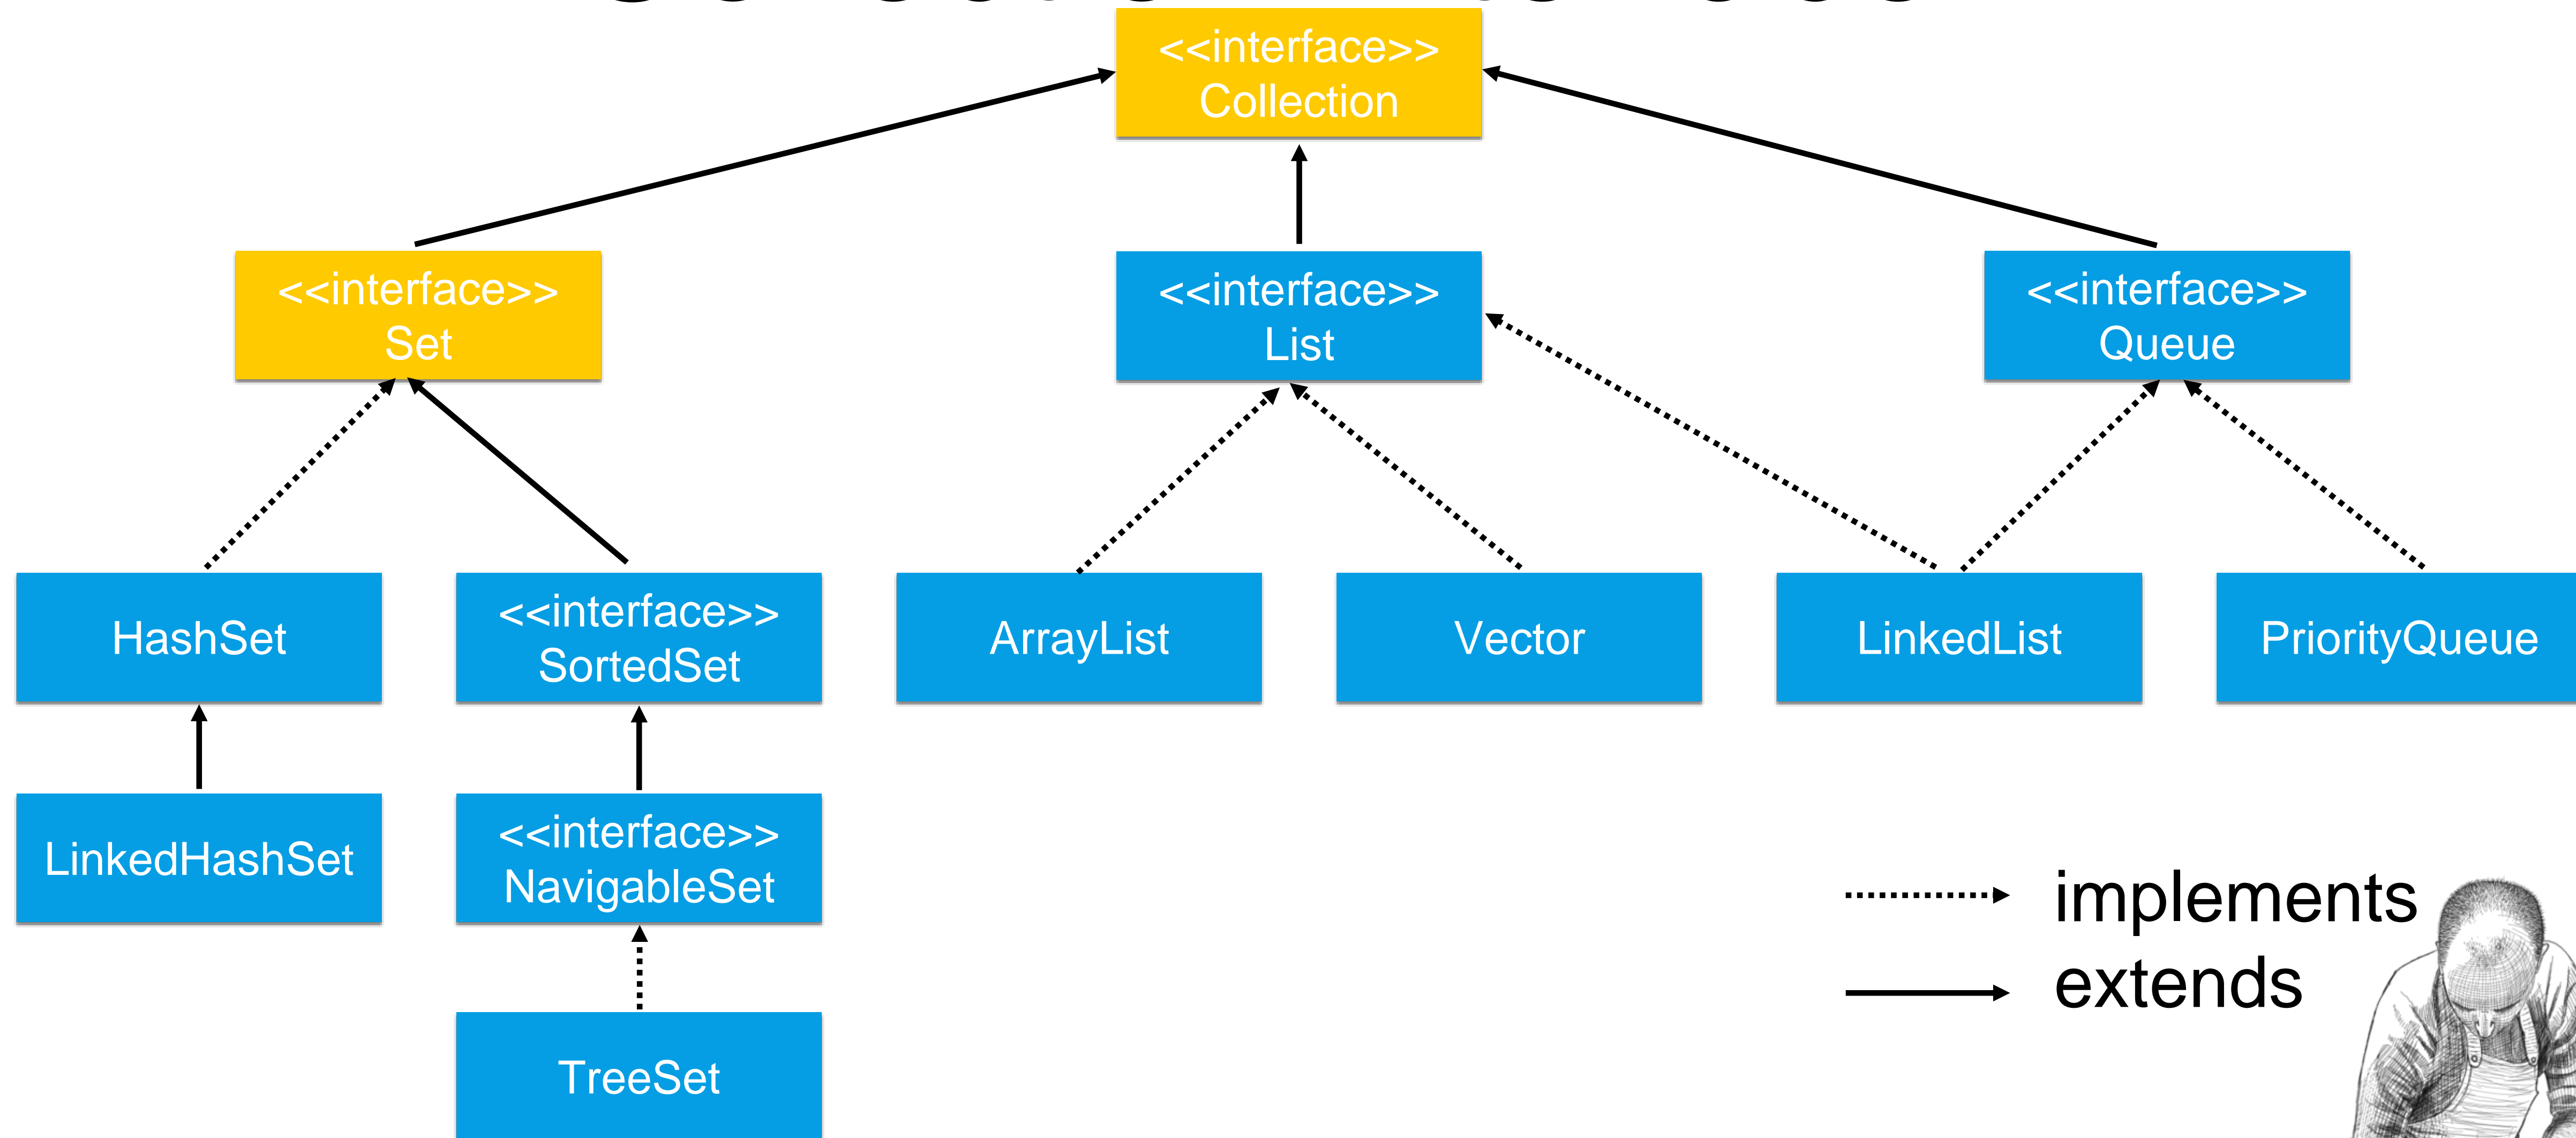 <<interface>>
Collection
<<interface>>
Set
<<interface>>
List
<<interface>>
Queue
HashSet
<<interface>>
SortedSet
ArrayList
Vector
LinkedList
PriorityQueue
LinkedHashSet
<<interface>>
NavigableSet
implements
extends
TreeSet